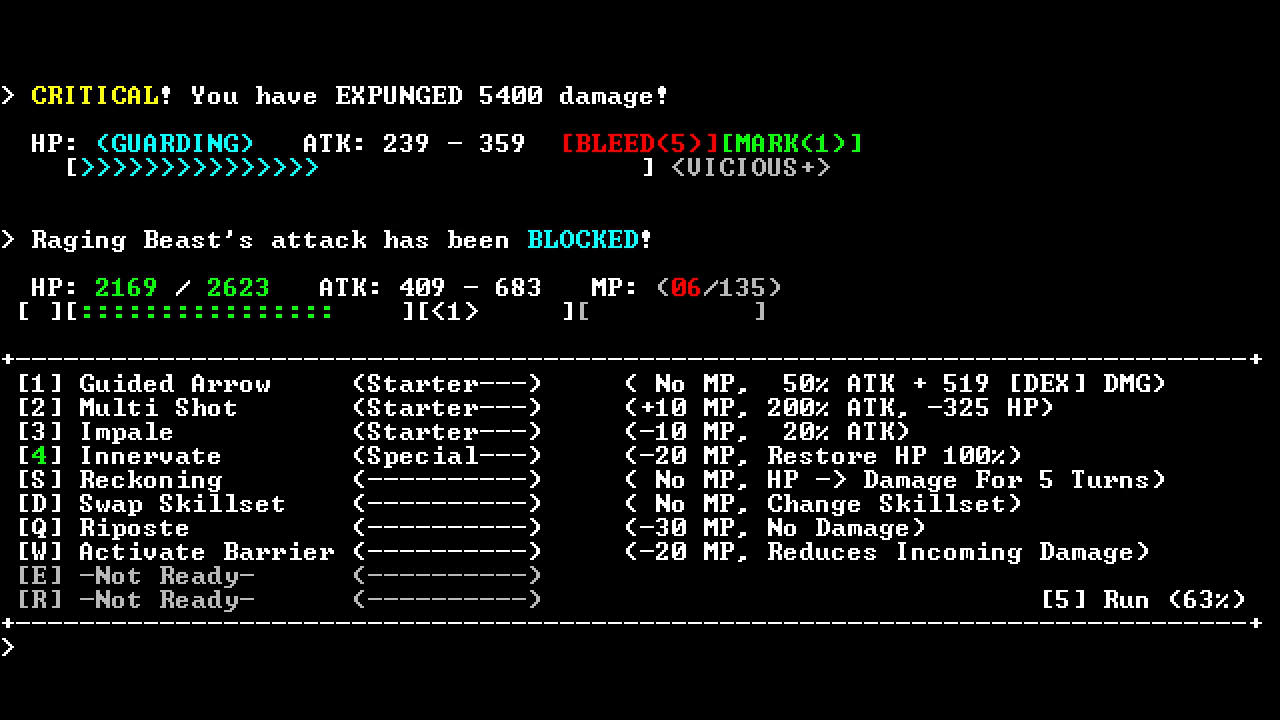 > CRITICAL! You have EXPUNGED 5400 damage!
HP: (GUARDING)   ATK: 239 - 359  [BLEED(5)][MARK(1)]
[>>>>>>>>>>>>>>>                    ] <VICIOUS+>
> Raging Beast's attack has been BLOCKED!
HP: 2169 / 2623   ATK: 409 - 683   MP: (06/135)
[ ][::::::::::::::::    ][<1>     ][          ]
+-----------------------------------------------------------------------------+
[1] Guided Arrow     (Starter---)     ( No MP,  50% ATK + 519 [DEX] DMG)
[2] Multi Shot       (Starter---)     (+10 MP, 200% ATK, -325 HP)
[3] Impale           (Starter---)     (-10 MP,  20% ATK)
[4] Innervate        (Special---)     (-20 MP, Restore HP 100%)
[S] Reckoning        (----------)     ( No MP, HP -> Damage For 5 Turns)
[D] Swap Skillset    (----------)     ( No MP, Change Skillset)
[Q] Riposte          (----------)     (-30 MP, No Damage)
[W] Activate Barrier (----------)     (-20 MP, Reduces Incoming Damage)
[E] -Not Ready-      (----------)
[R] -Not Ready-      (----------)                               [5] Run (63%)
+-----------------------------------------------------------------------------+
>